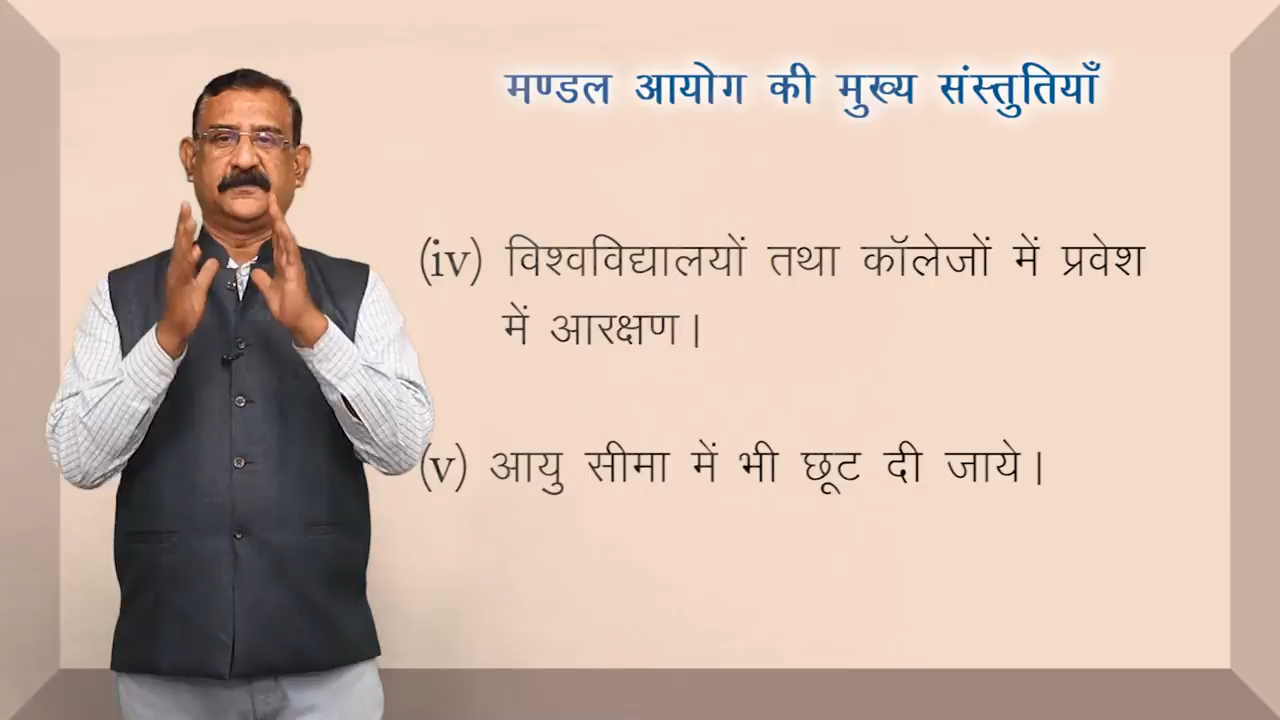 मण्डल आयोग की मुख्य संस्तुतियाँ
(iv) विश्वविद्यालयों तथा कॉलेजों में प्रवेश
में आरक्षण।
(v) आयु सीमा में भी छूट दी जाये।